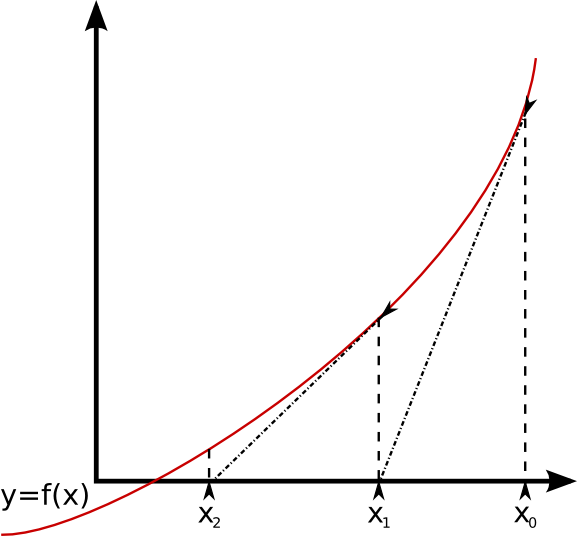 y=f(x)
x₂
x₁
x₀